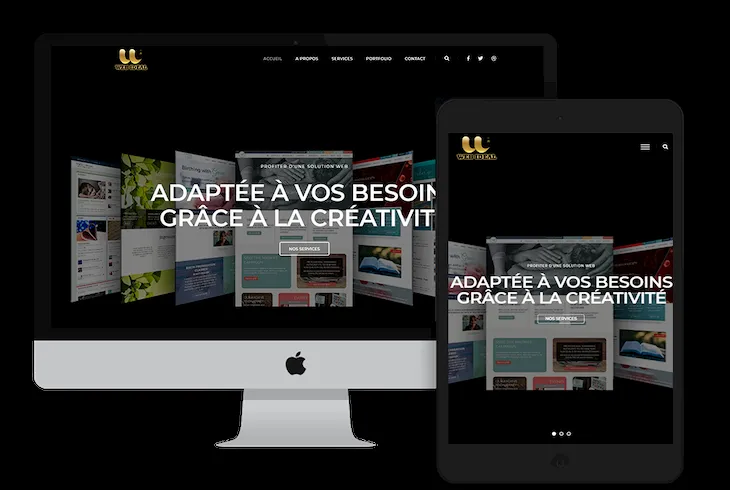 WEB IDEAL
ACCUEIL A PROPOS SERVICES PORTFOLIO CONTACT
PROFITER D'UNE SOLUTION WEB
ADAPTÉE À VOS BESOIN
GRÂCE À LA CRÉATIVIT
NOS SERVICES
WEB IDEAL
PROFITER D'UNE SOLUTION WEB
ADAPTÉE À VOS BESOINS
GRÂCE À LA CRÉATIVITÉ
NOS SERVICES